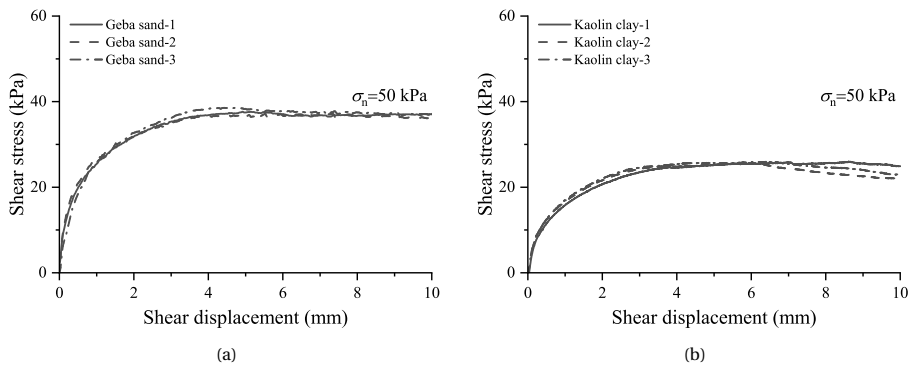 60
40
20
0
Shear stress (kPa)
Geba sand-1
Geba sand-2
Geba sand-3
σn=50 kPa
0 2 4 6 8 10
Shear displacement (mm)
(a)
60
40
20
0
Shear stress (kPa)
Kaolin clay-1
Kaolin clay-2
Kaolin clay-3
σn=50 kPa
0 2 4 6 8 10
Shear displacement (mm)
(b)